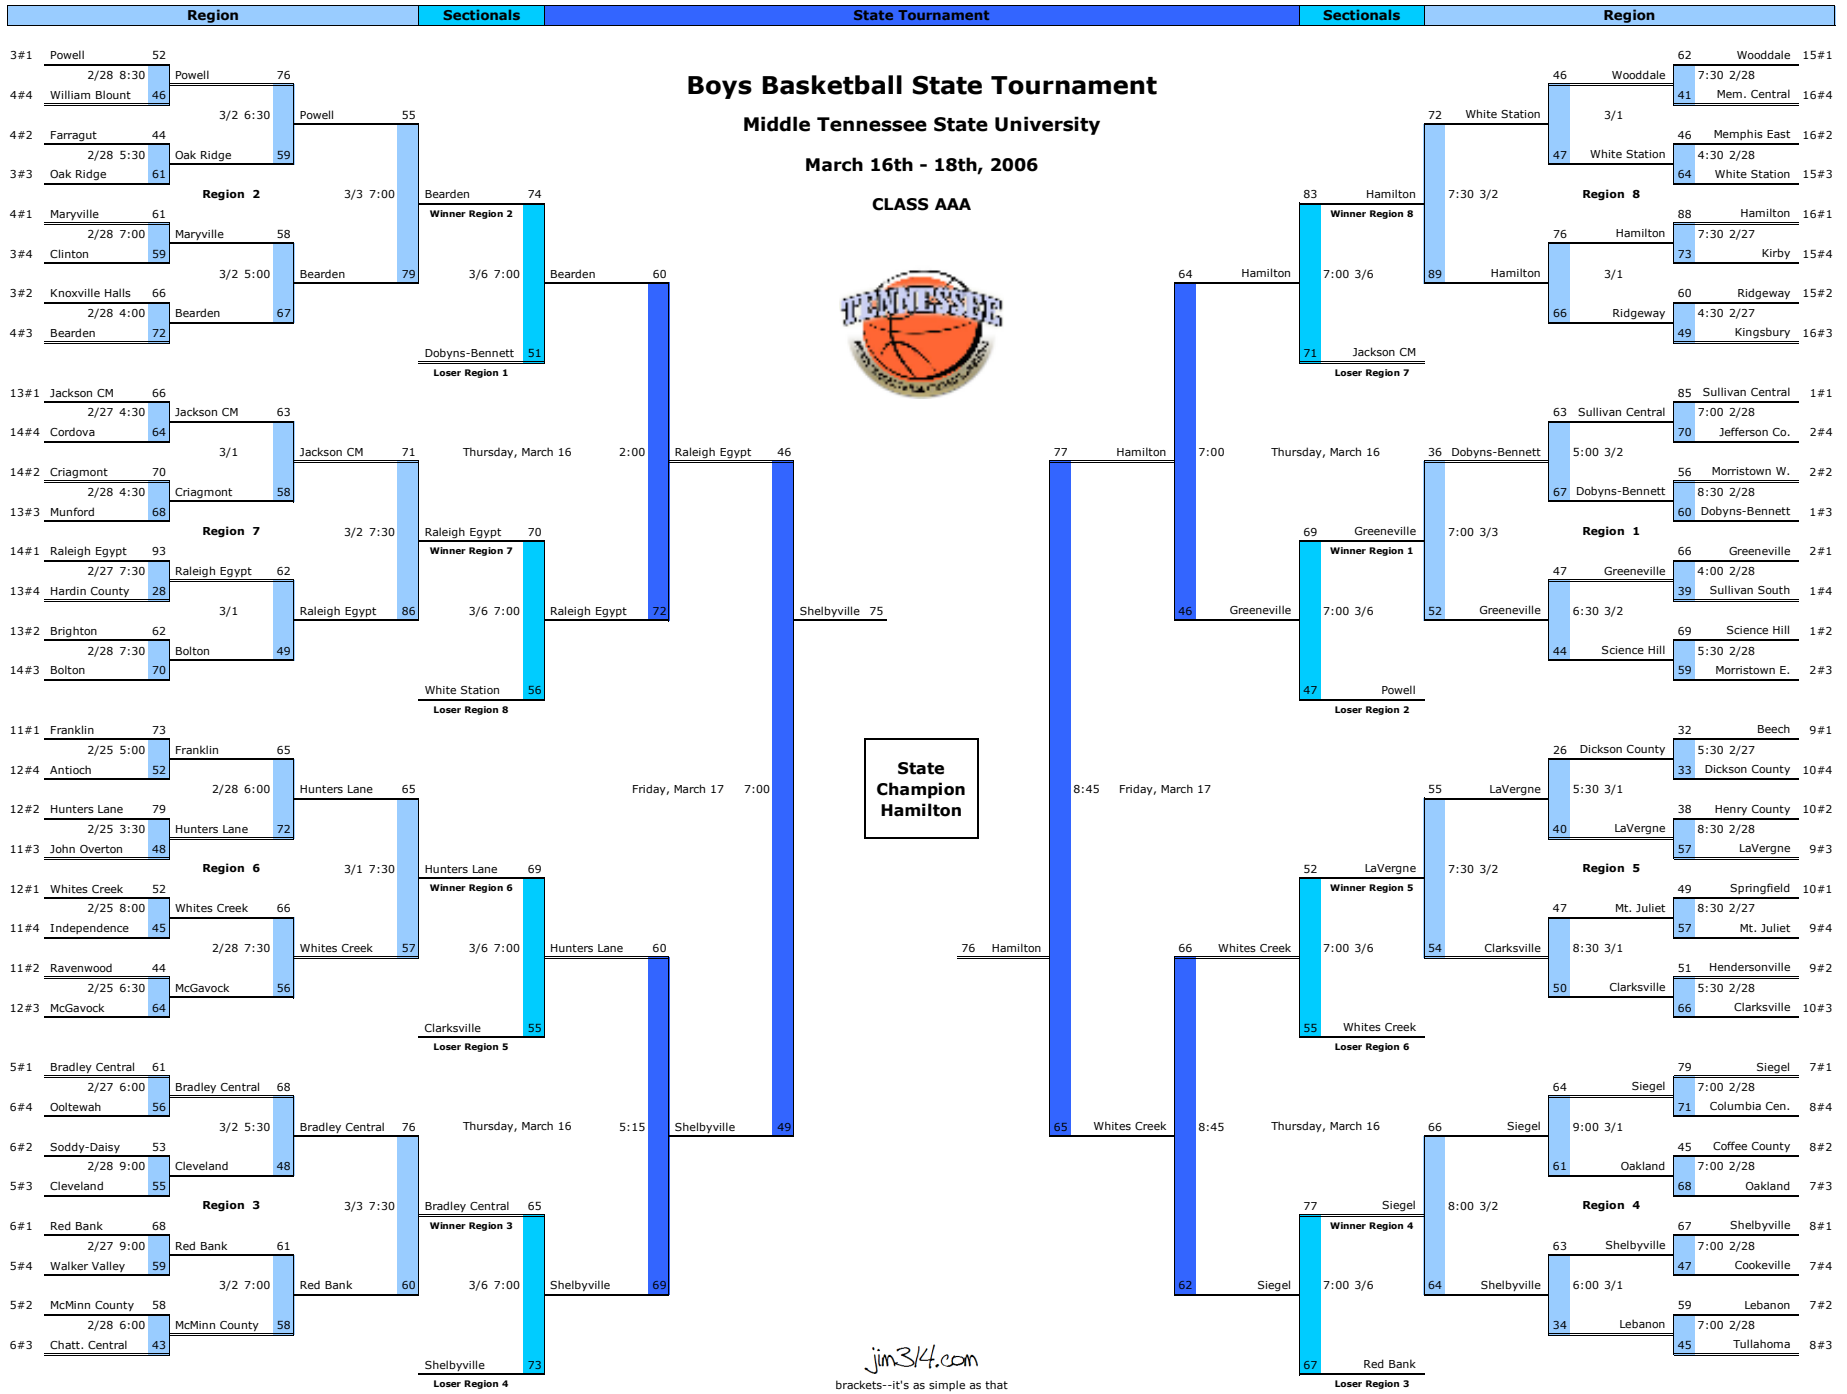 Region Sectionals State Tournament Sectionals Region
Boys Basketball State Tournament
Middle Tennessee State University
March 16th - 18th, 2006
CLASS AAA
TENNESSEE
3#1 Powell 52
2/28 8:30 Powell 76
4#4 William Blount 46
3/2 6:30 Powell 55
4#2 Farragut 44
2/28 5:30 Oak Ridge 59
3#3 Oak Ridge 61
Region 2 3/3 7:00 Bearden 74
Winner Region 2
4#1 Maryville 61
2/28 7:00 Maryville 58
3#4 Clinton 59
3/2 5:00 Bearden 79 3/6 7:00 Bearden 60
3#2 Knoxville Halls 66
2/28 4:00 Bearden 67
4#3 Bearden 72
Dobyns-Bennett 51
Loser Region 1
13#1 Jackson CM 66
2/27 4:30 Jackson CM 63
14#4 Cordova 64
3/1 Jackson CM 71 Thursday, March 16 2:00 Raleigh Egypt 46
14#2 Criagmont 70
2/28 4:30 Criagmont 58
13#3 Munford 68
Region 7 3/2 7:30 Raleigh Egypt 70
Winner Region 7
14#1 Raleigh Egypt 93
2/27 7:30 Raleigh Egypt 62
13#4 Hardin County 28
3/1 Raleigh Egypt 86 3/6 7:00 Raleigh Egypt 72 Shelbyville 75
13#2 Brighton 62
2/28 7:30 Bolton 49
14#3 Bolton 70
White Station 56
Loser Region 8
11#1 Franklin 73
2/25 5:00 Franklin 65
12#4 Antioch 52
2/28 6:00 Hunters Lane 65 Friday, March 17 7:00
12#2 Hunters Lane 79
2/25 3:30 Hunters Lane 72
11#3 John Overton 48
Region 6 3/1 7:30 Hunters Lane 69
Winner Region 6
12#1 Whites Creek 52
2/25 8:00 Whites Creek 66
11#4 Independence 45
2/28 7:30 Whites Creek 57 3/6 7:00 Hunters Lane 60
11#2 Ravenwood 44
2/25 6:30 McGavock 56
12#3 McGavock 64
Clarksville 55
Loser Region 5
5#1 Bradley Central 61
2/27 6:00 Bradley Central 68
6#4 Ooltewah 56
3/2 5:30 Bradley Central 76 Thursday, March 16 5:15 Shelbyville 49
6#2 Soddy-Daisy 53
2/28 9:00 Cleveland 48
5#3 Cleveland 55
Region 3 3/3 7:30 Bradley Central 65
Winner Region 3
6#1 Red Bank 68
2/27 9:00 Red Bank 61
5#4 Walker Valley 59
3/2 7:00 Red Bank 60 3/6 7:00 Shelbyville 69
5#2 McMinn County 58
2/28 6:00 McMinn County 58
6#3 Chatt. Central 43
Shelbyville 73
Loser Region 4
State
Champion
Hamilton
62 Wooddale 15#1
46 Wooddale 7:30 2/28
41 Mem. Central 16#4
72 White Station 3/1
46 Memphis East 16#2
47 White Station 4:30 2/28
64 White Station 15#3
83 Hamilton 7:30 3/2 Region 8
Winner Region 8
88 Hamilton 16#1
76 Hamilton 7:30 2/27
73 Kirby 15#4
64 Hamilton 7:00 3/6 89 Hamilton 3/1
60 Ridgeway 15#2
66 Ridgeway 4:30 2/27
49 Kingsbury 16#3
71 Jackson CM
Loser Region 7
85 Sullivan Central 1#1
63 Sullivan Central 7:00 2/28
70 Jefferson Co. 2#4
77 Hamilton 7:00 Thursday, March 16 36 Dobyns-Bennett 5:00 3/2
56 Morristown W. 2#2
67 Dobyns-Bennett 8:30 2/28
60 Dobyns-Bennett 1#3
69 Greeneville 7:00 3/3 Region 1
Winner Region 1
66 Greeneville 2#1
47 Greeneville 4:00 2/28
39 Sullivan South 1#4
46 Greeneville 7:00 3/6 52 Greeneville 6:30 3/2
69 Science Hill 1#2
44 Science Hill 5:30 2/28
59 Morristown E. 2#3
47 Powell
Loser Region 2
32 Beech 9#1
26 Dickson County 5:30 2/27
33 Dickson County 10#4
8:45 Friday, March 17 55 LaVergne 5:30 3/1
38 Henry County 10#2
40 LaVergne 8:30 2/28
57 LaVergne 9#3
52 LaVergne 7:30 3/2 Region 5
Winner Region 5
49 Springfield 10#1
47 Mt. Juliet 8:30 2/27
57 Mt. Juliet 9#4
76 Hamilton 66 Whites Creek 7:00 3/6 54 Clarksville 8:30 3/1
51 Hendersonville 9#2
50 Clarksville 5:30 2/28
66 Clarksville 10#3
55 Whites Creek
Loser Region 6
79 Siegel 7#1
64 Siegel 7:00 2/28
71 Columbia Cen. 8#4
65 Whites Creek 8:45 Thursday, March 16 66 Siegel 9:00 3/1
45 Coffee County 8#2
61 Oakland 7:00 2/28
68 Oakland 7#3
77 Siegel 8:00 3/2 Region 4
Winner Region 4
67 Shelbyville 8#1
63 Shelbyville 7:00 2/28
47 Cookeville 7#4
62 Siegel 7:00 3/6 64 Shelbyville 6:00 3/1
59 Lebanon 7#2
34 Lebanon 7:00 2/28
45 Tullahoma 8#3
67 Red Bank
Loser Region 3
jim314.com
brackets--it's as simple as that